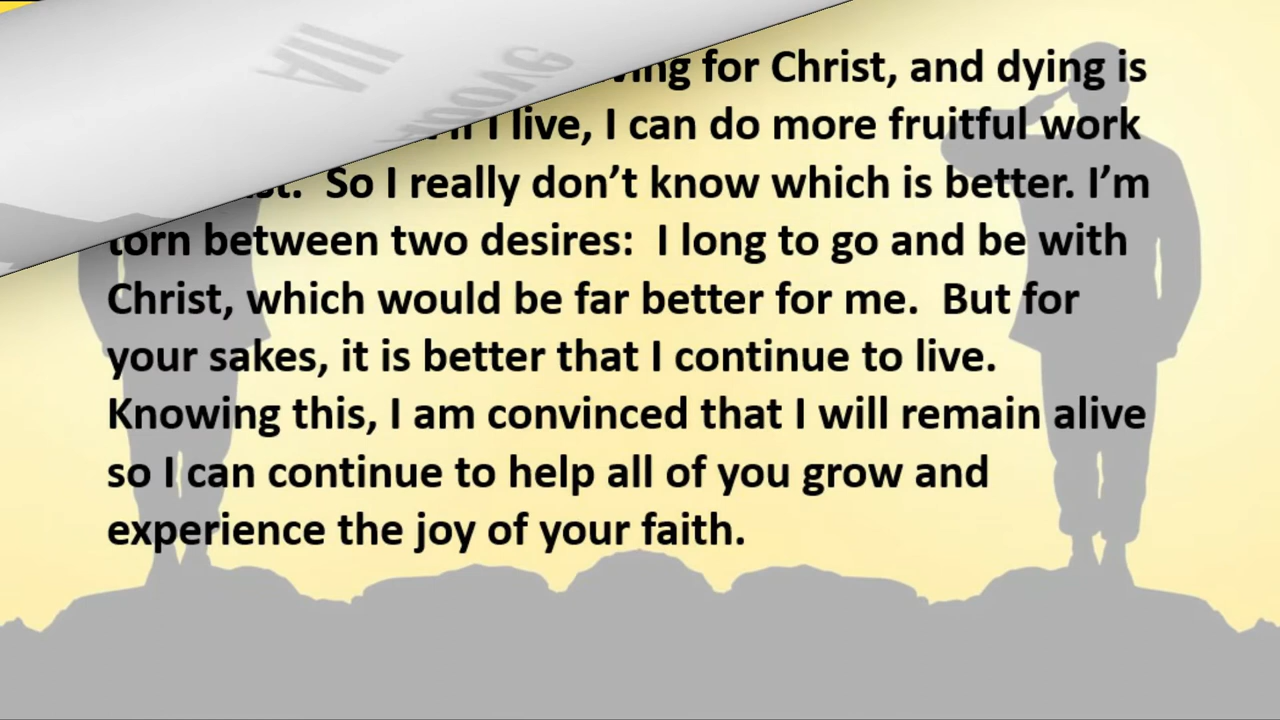 for Christ, and dying is
I live, I can do more fruitful work
So I really don’t know which is better. I’m
torn between two desires: I long to go and be with
Christ, which would be far better for me. But for
your sakes, it is better that I continue to live.
Knowing this, I am convinced that I will remain alive
so I can continue to help all of you grow and
experience the joy of your faith.